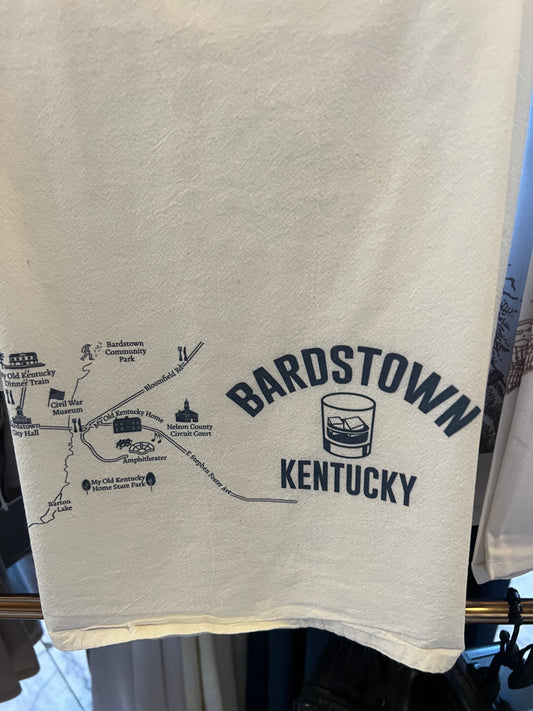 Bardstown
Community
Park
My Old Kentucky
Dinner Train
Bloomfield Rd
Civil War
Museum
City Hall
My Old Kentucky Home
Nelson County
Circuit Court
Amphitheater
E Stephen Foster Ave
My Old Kentucky
Home State Park
Barton
Lake
BARDSTOWN
KENTUCKY